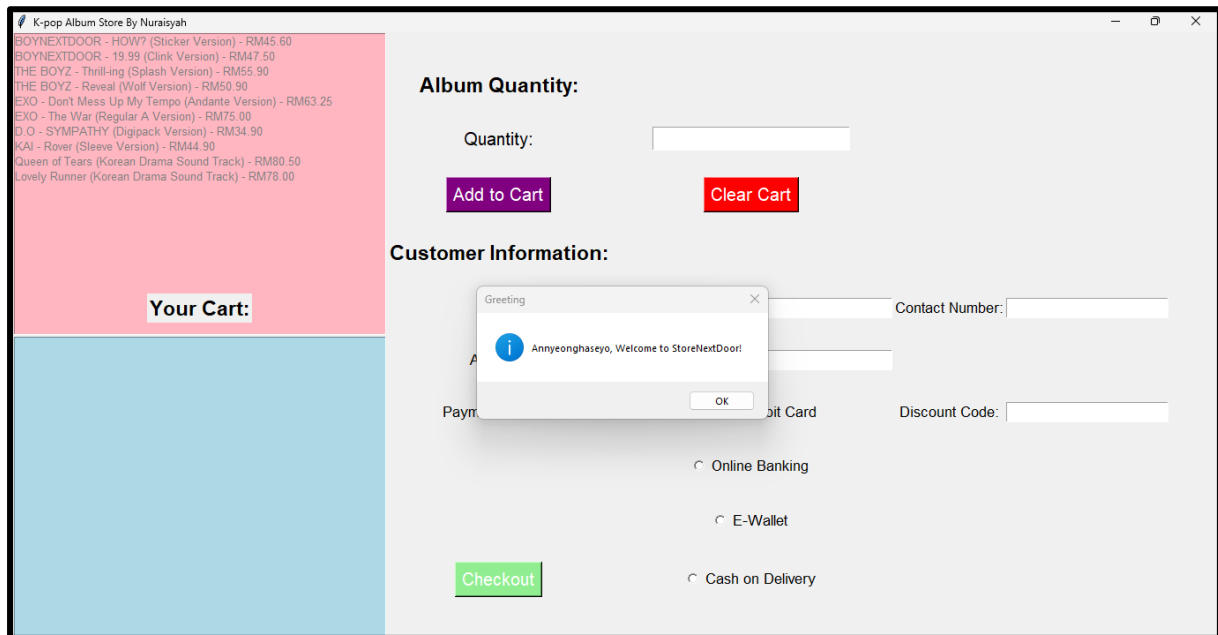 K-pop Album Store By Nuraisyah
BOYNEXTDOOR - HOW? (Sticker Version) - RM45.60
BOYNEXTDOOR - 19.99 (Clink Version) - RM47.50
THE BOYZ - Thrill-ing (Splash Version) - RM55.90
THE BOYZ - Reveal (Wolf Version) - RM50.90
EXO - Don't Mess Up My Tempo (Andante Version) - RM63.25
EXO - The War (Regular A Version) - RM75.00
D.O - SYMPATHY (Digipack Version) - RM34.90
KAI - Rover (Sleeve Version) - RM44.90
Queen of Tears (Korean Drama Sound Track) - RM80.50
Lovely Runner (Korean Drama Sound Track) - RM78.00
Your Cart:
Album Quantity:
Quantity:
Add to Cart
Clear Cart
Customer Information:
Contact Number:
Greeting
Annyeonghaseyo, Welcome to StoreNextDoor!
OK
Card
Discount Code:
Online Banking
E-Wallet
Checkout
Cash on Delivery